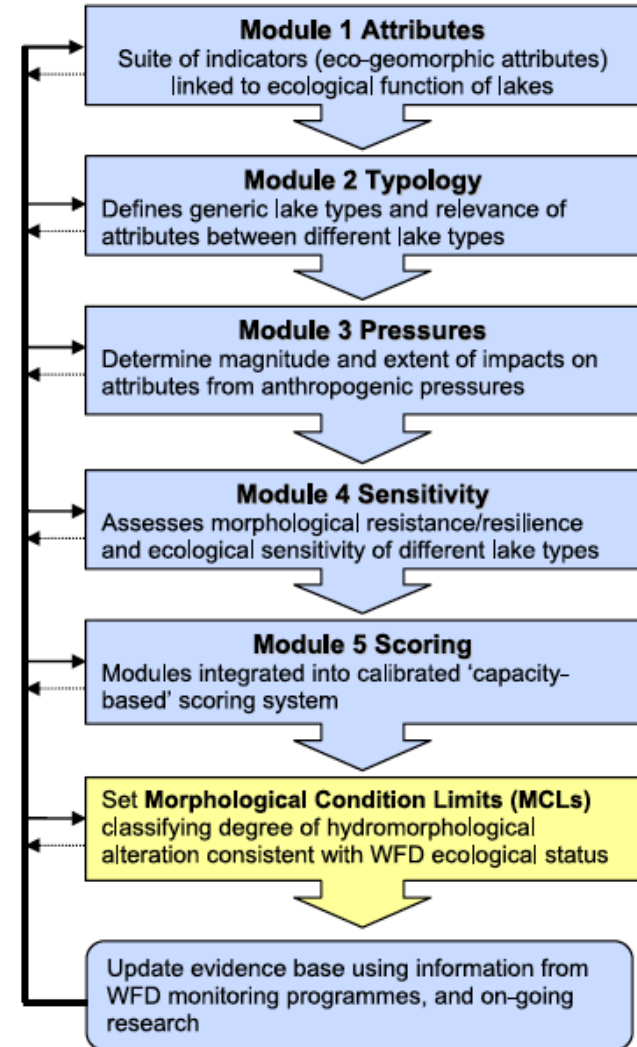 Module 1 Attributes
Suite of indicators (eco-geomorphic attributes)
linked to ecological function of lakes
Module 2 Typology
Defines generic lake types and relevance of
attributes between different lake types
Module 3 Pressures
Determine magnitude and extent of impacts on
attributes from anthropogenic pressures
Module 4 Sensitivity
Assesses morphological resistance/resilience
and ecological sensitivity of different lake types
Module 5 Scoring
Modules integrated into calibrated ‘capacity-
based’ scoring system
Set Morphological Condition Limits (MCLs)
classifying degree of hydromorphological
alteration consistent with WFD ecological status
Update evidence base using information from
WFD monitoring programmes, and on-going
research